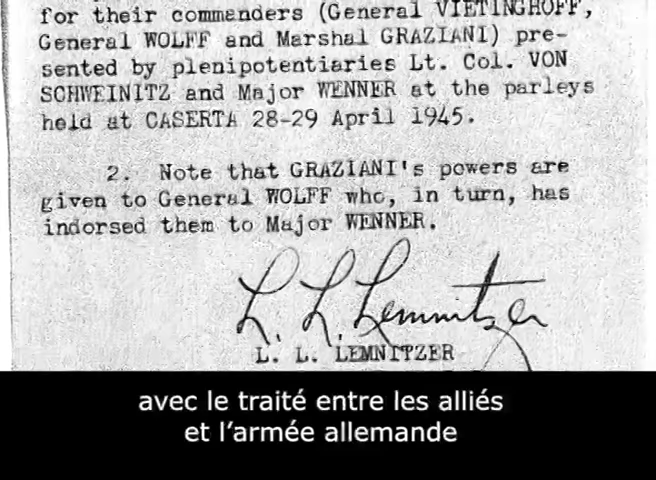 for their commanders (General VIETINGHOFF,
General WOLFF and Marshal GRAZIANI) pre-
sented by plenipotentiaries Lt. Col. VON
SCHWEINITZ and Major WENNER at the parleys
held at CASERTA 28-29 April 1945.
2. Note that GRAZIANI's powers are
given to General WOLFF who, in turn, has
indorsed them to Major WENNER.
L. L. Lemnitzer
L. L. LEMNITZER
avec le traité entre les alliés
et l'armée allemande